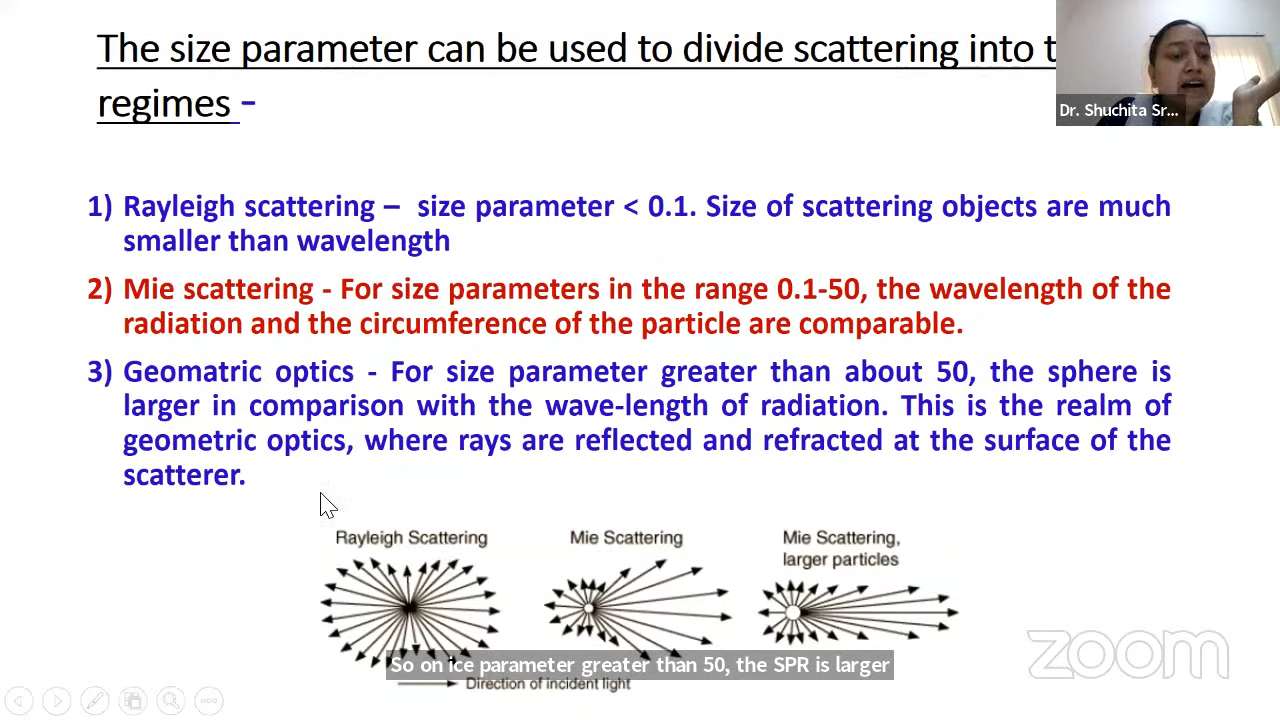 The size parameter can be used to divide scattering into
regimes -
Dr. Shuchita Sr...
1) Rayleigh scattering – size parameter < 0.1. Size of scattering objects are much
smaller than wavelength
2) Mie scattering - For size parameters in the range 0.1-50, the wavelength of the
radiation and the circumference of the particle are comparable.
3) Geomatric optics - For size parameter greater than about 50, the sphere is
larger in comparison with the wave-length of radiation. This is the realm of
geometric optics, where rays are reflected and refracted at the surface of the
scatterer.
Rayleigh Scattering
Mie Scattering
Mie Scattering,
larger particles
So on ice parameter greater than 50, the SPR is larger
Direction of incident light
zoom